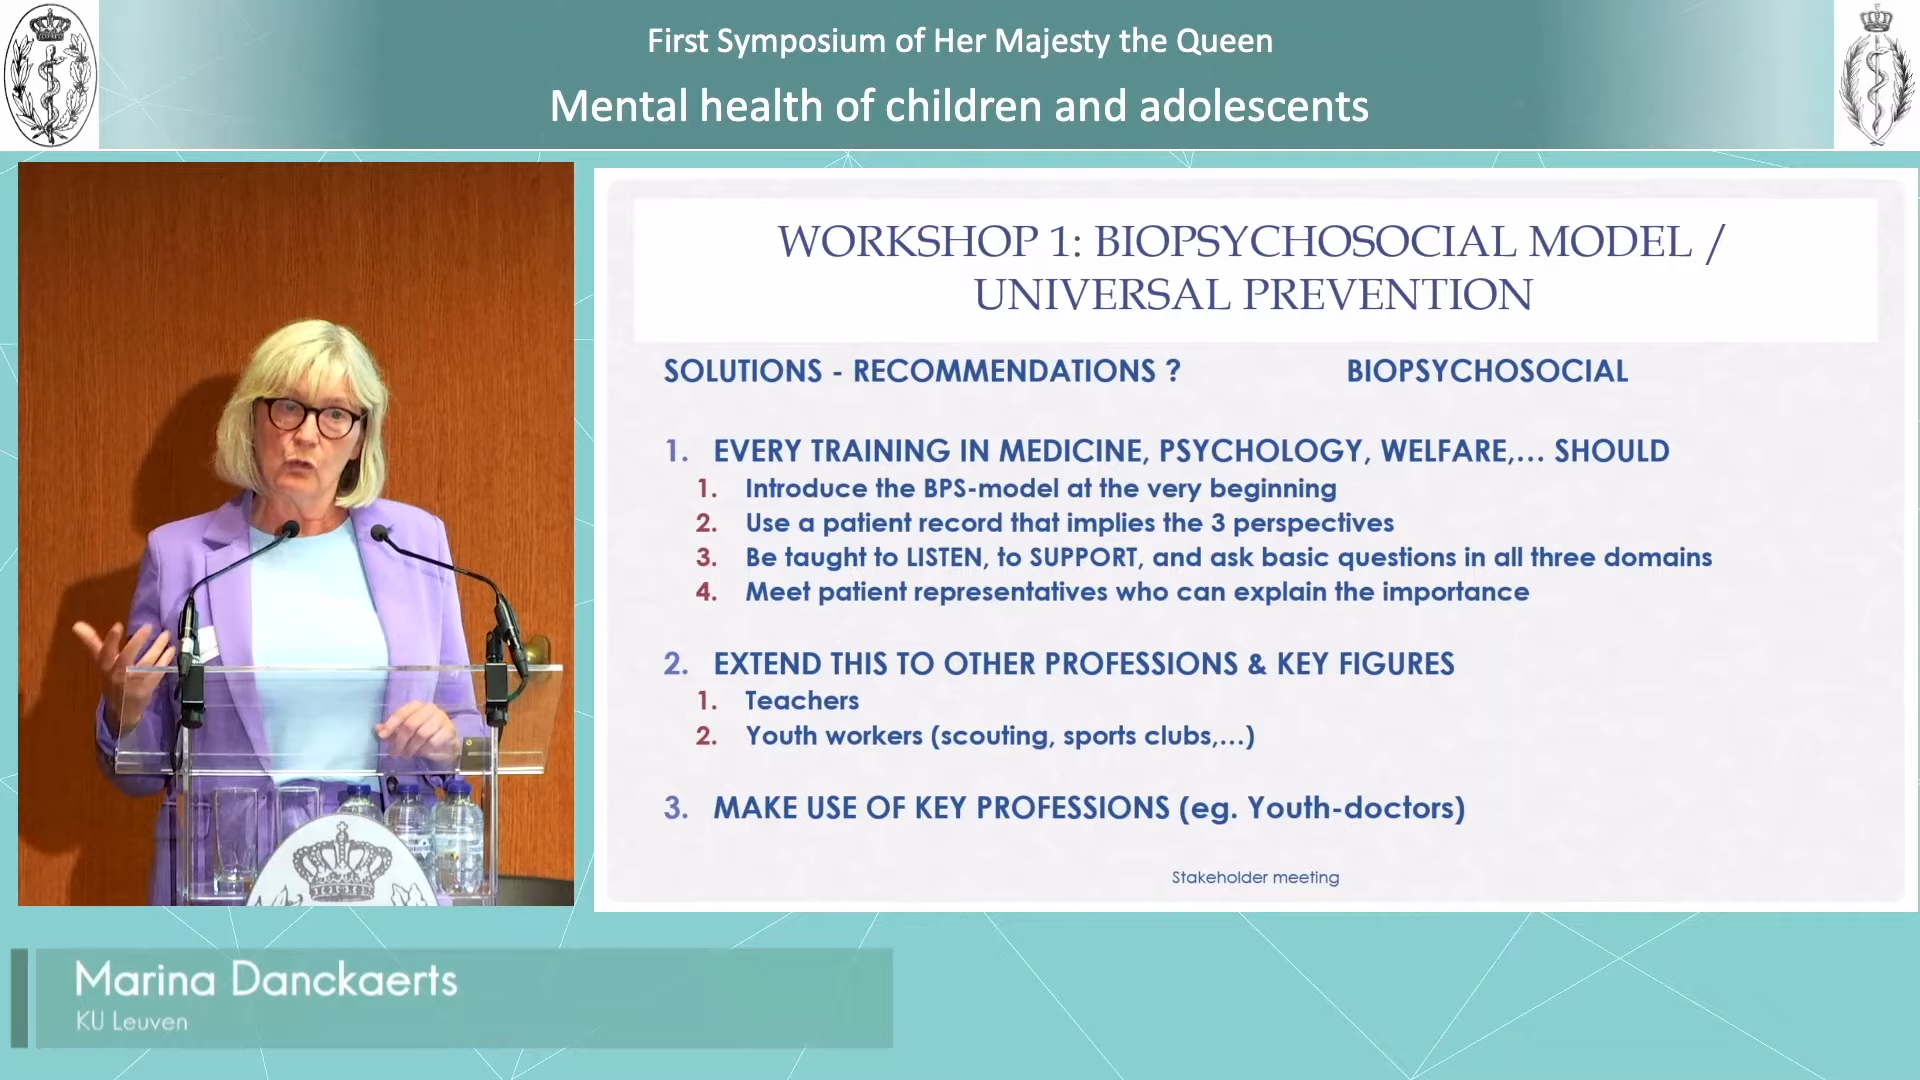 First Symposium of Her Majesty the Queen
Mental health of children and adolescents
WORKSHOP 1: BIOPSYCHOSOCIAL MODEL /
UNIVERSAL PREVENTION
SOLUTIONS - RECOMMENDATIONS ? BIOPSYCHOSOCIAL
1. EVERY TRAINING IN MEDICINE, PSYCHOLOGY, WELFARE,... SHOULD
1. Introduce the BPS-model at the very beginning
2. Use a patient record that implies the 3 perspectives
3. Be taught to LISTEN, to SUPPORT, and ask basic questions in all three domains
4. Meet patient representatives who can explain the importance
2. EXTEND THIS TO OTHER PROFESSIONS & KEY FIGURES
1. Teachers
2. Youth workers (scouting, sports clubs,...)
3. MAKE USE OF KEY PROFESSIONS (eg. Youth-doctors)
Stakeholder meeting
Marina Danckaerts
KU Leuven